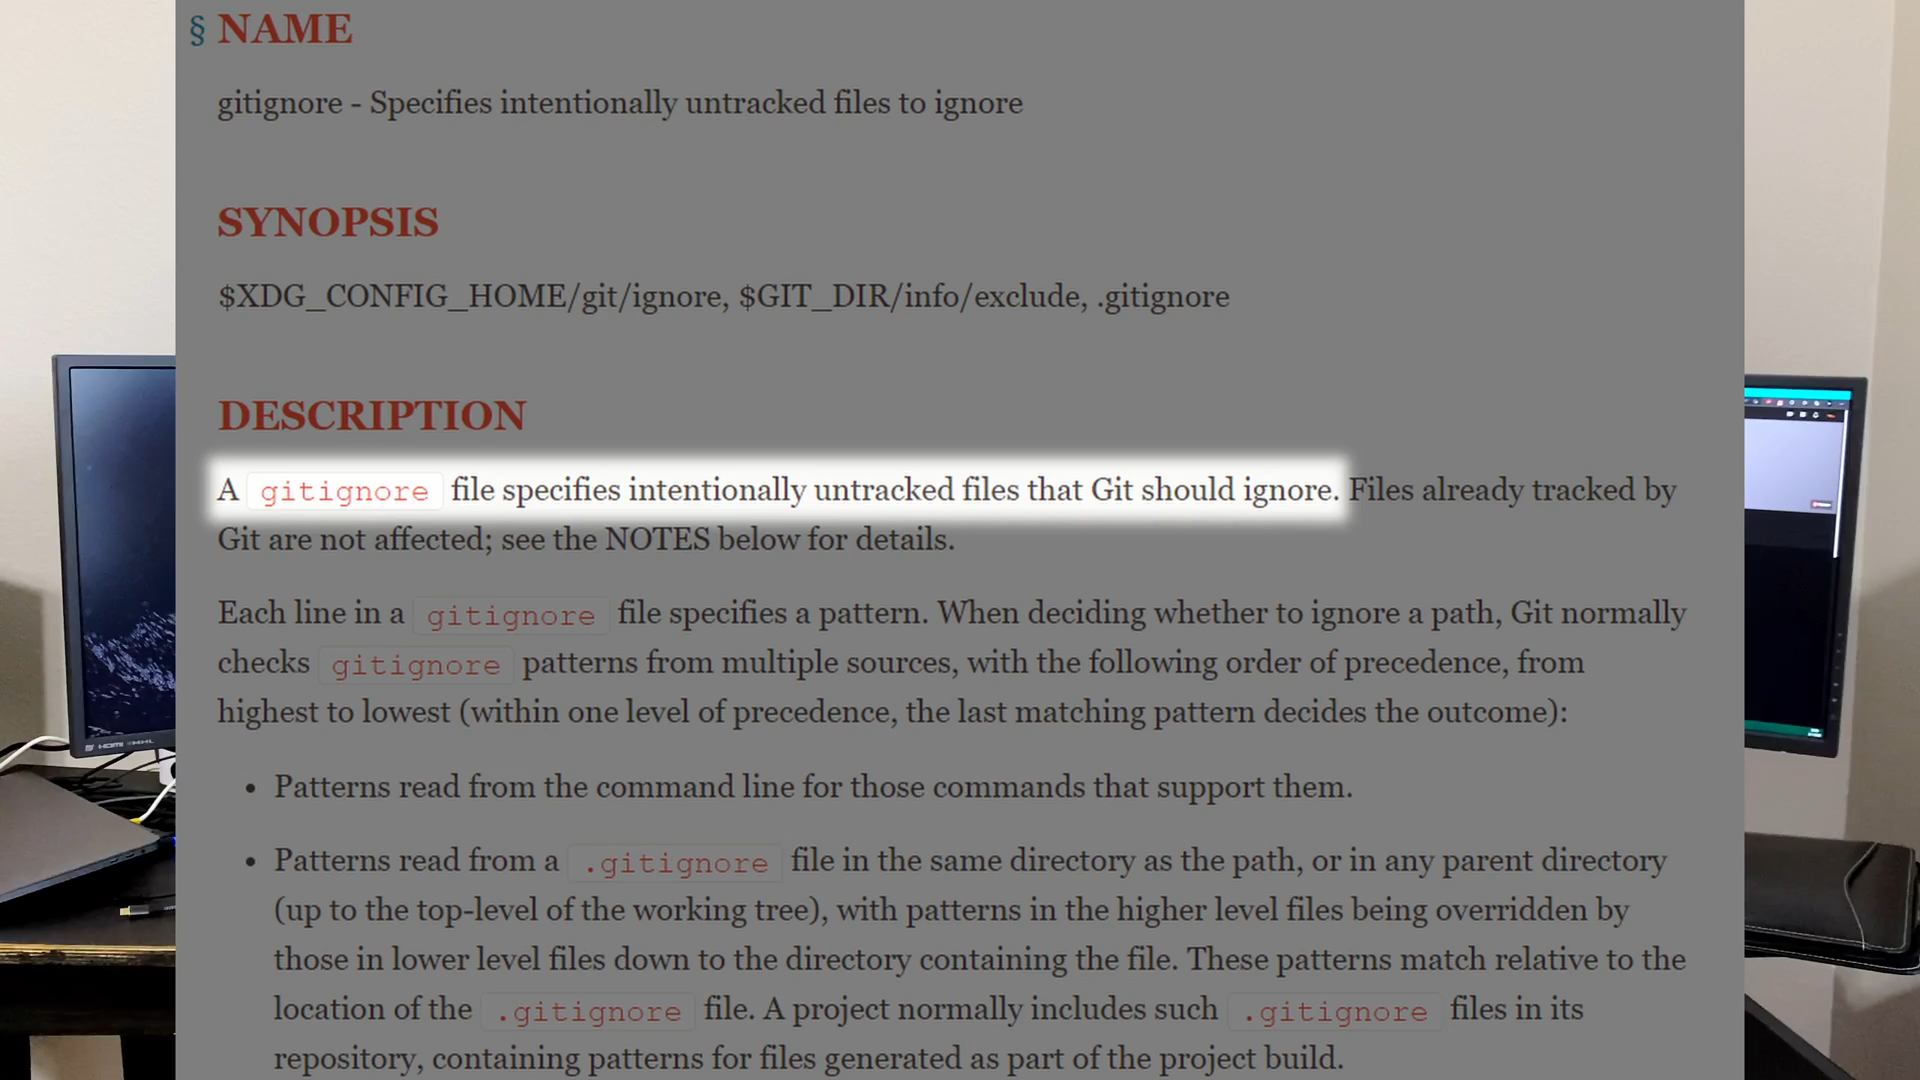 § NAME
gitignore - Specifies intentionally untracked files to ignore
SYNOPSIS
$XDG_CONFIG_HOME/git/ignore, $GIT_DIR/info/exclude, .gitignore
DESCRIPTION
A gitignore file specifies intentionally untracked files that Git should ignore. Files already tracked by
Git are not affected; see the NOTES below for details.
Each line in a gitignore file specifies a pattern. When deciding whether to ignore a path, Git normally
checks gitignore patterns from multiple sources, with the following order of precedence, from
highest to lowest (within one level of precedence, the last matching pattern decides the outcome):
• Patterns read from the command line for those commands that support them.
• Patterns read from a .gitignore file in the same directory as the path, or in any parent directory
(up to the top-level of the working tree), with patterns in the higher level files being overridden by
those in lower level files down to the directory containing the file. These patterns match relative to the
location of the .gitignore file. A project normally includes such .gitignore files in its
repository, containing patterns for files generated as part of the project build.
HDMI MHL